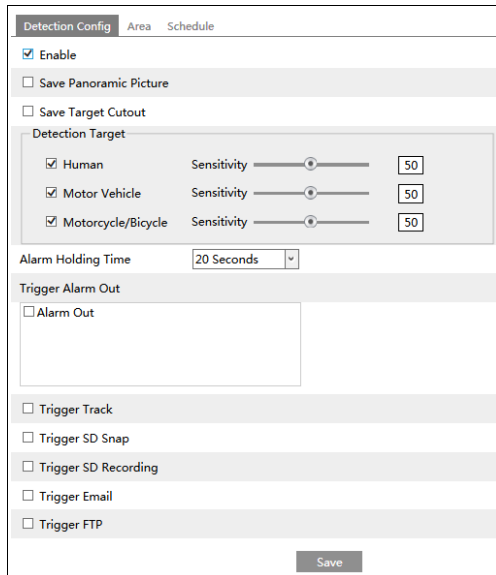 Detection Config Area Schedule
Enable
Save Panoramic Picture
Save Target Cutout
Detection Target
Human Sensitivity 50
Motor Vehicle Sensitivity 50
Motorcycle/Bicycle Sensitivity 50
Alarm Holding Time 20 Seconds
Trigger Alarm Out
Alarm Out
Trigger Track
Trigger SD Snap
Trigger SD Recording
Trigger Email
Trigger FTP
Save